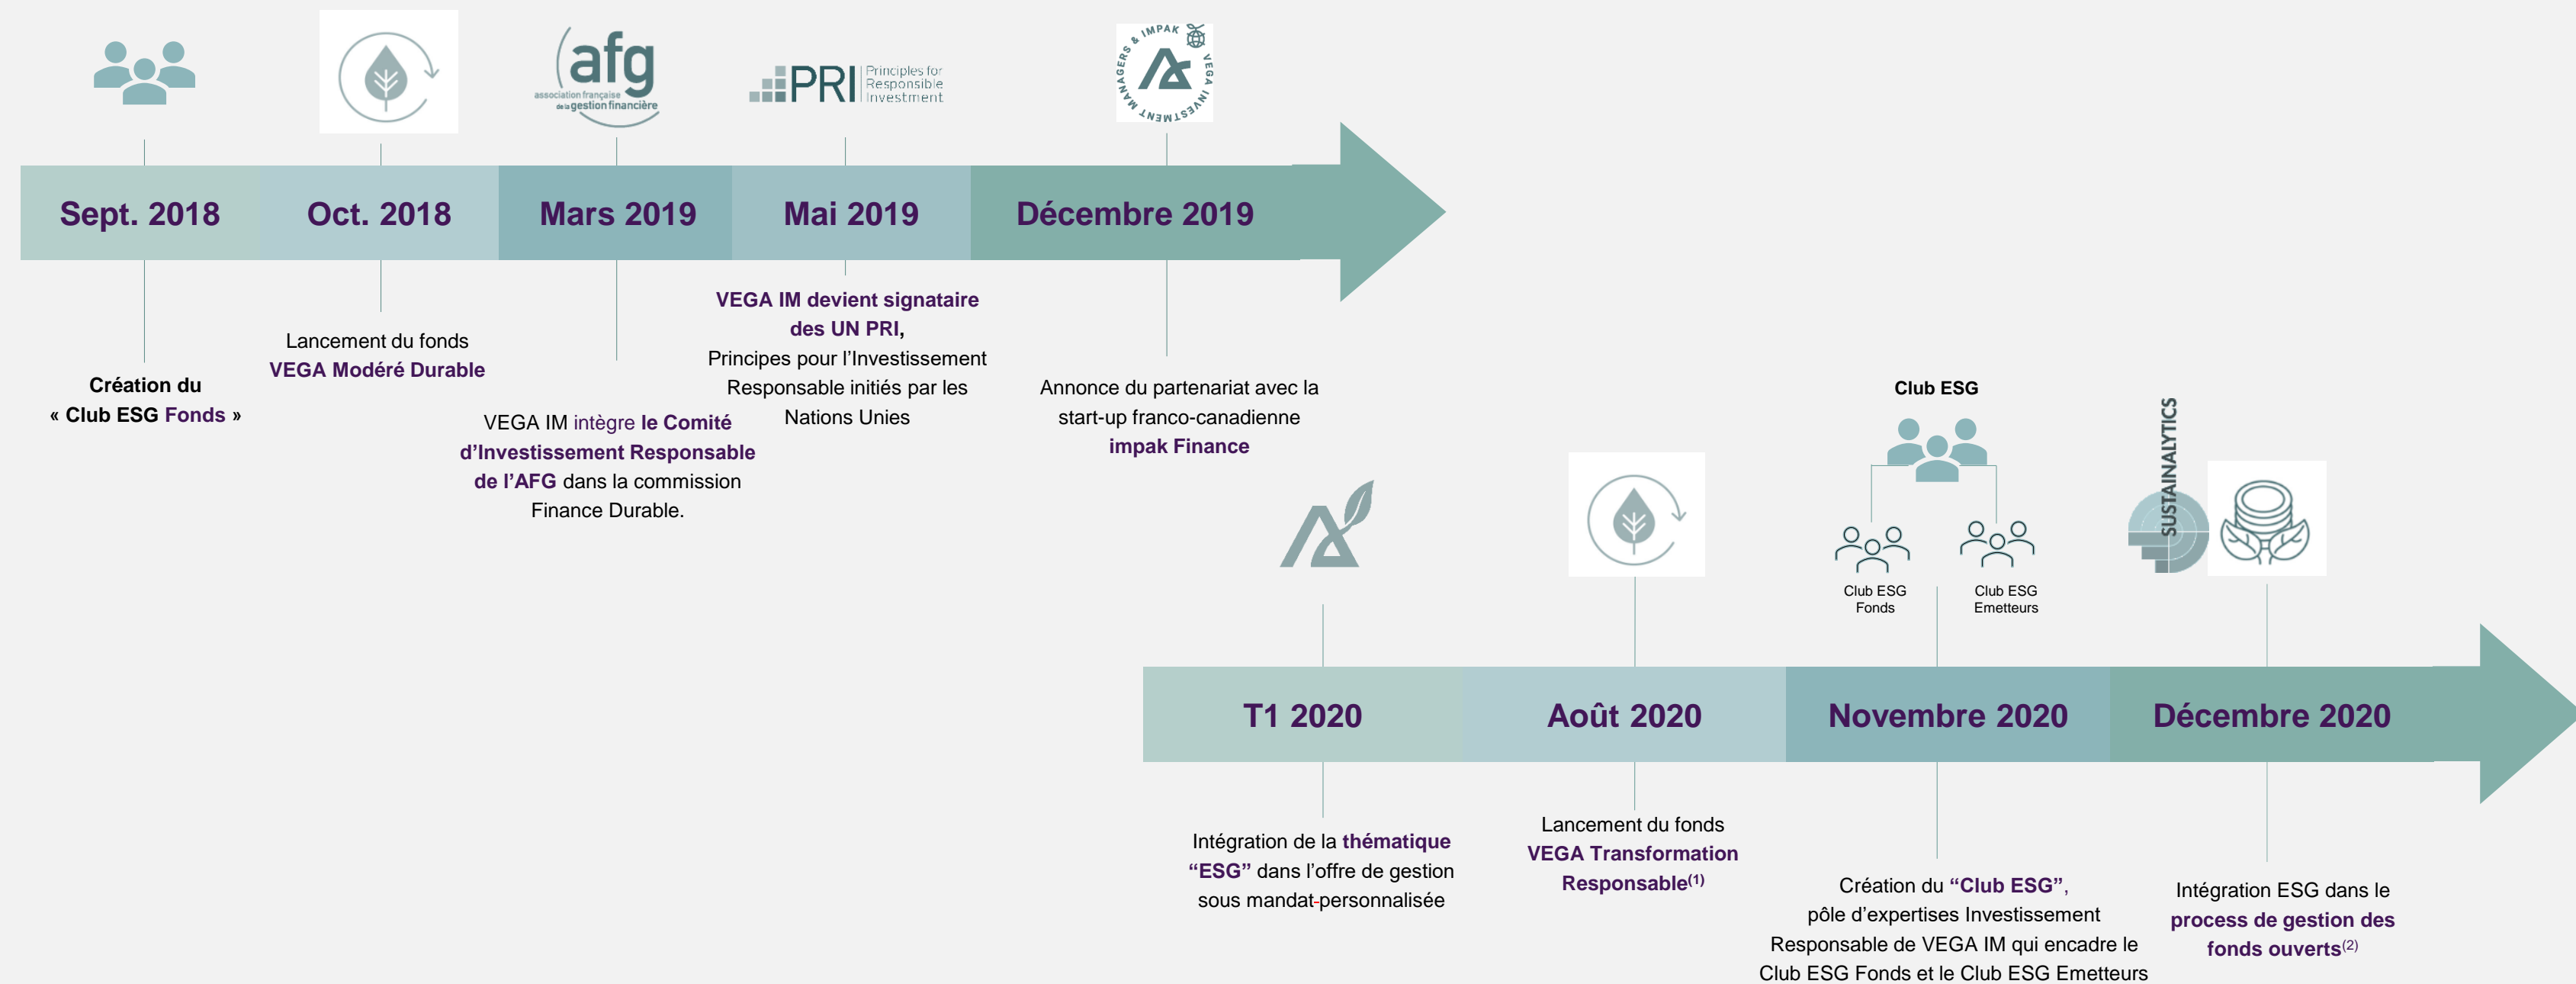 afg
association française
de la gestion financière
PRI
Principles for
Responsible
Investment
VEGA INVESTMENT MANAGERS & IMPAK
Sept. 2018
Oct. 2018
Mars 2019
Mai 2019
Décembre 2019
Création du
« Club ESG Fonds »
Lancement du fonds
VEGA Modéré Durable
VEGA IM intègre le Comité
d’Investissement Responsable
de l’AFG dans la commission
Finance Durable.
VEGA IM devient signataire
des UN PRI,
Principes pour l’Investissement
Responsable initiés par les
Nations Unies
Annonce du partenariat avec la
start-up franco-canadienne
impak Finance
Club ESG
Club ESG
Fonds
Club ESG
Emetteurs
SUSTAINALYTICS
T1 2020
Août 2020
Novembre 2020
Décembre 2020
Intégration de la thématique
“ESG” dans l’offre de gestion
sous mandat-personnalisée
Lancement du fonds
VEGA Transformation
Responsable(1)
Création du “Club ESG”,
pôle d’expertises Investissement
Responsable de VEGA IM qui encadre le
Club ESG Fonds et le Club ESG Emetteurs
Intégration ESG dans le
process de gestion des
fonds ouverts(2)